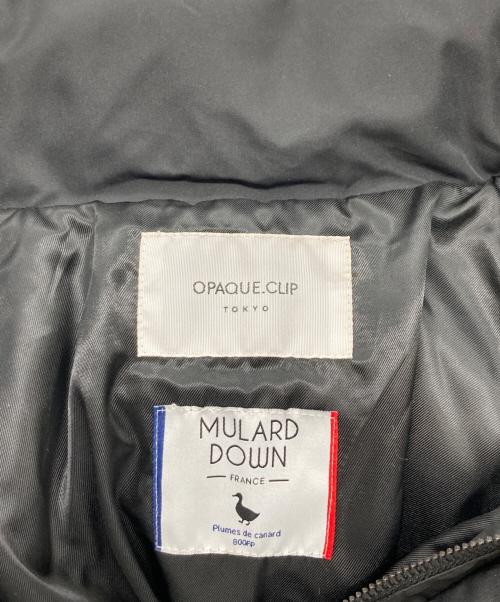 OPAQUE.CLIP
TOKYO
MULARD
DOWN
FRANCE
Plumes de canard
800FP